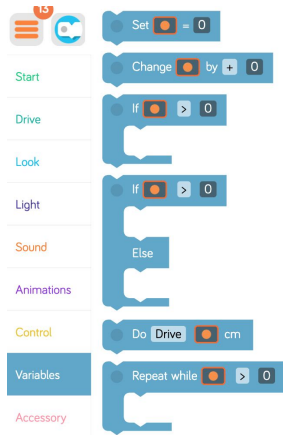 13
Start
Drive
Look
Light
Sound
Animations
Control
Variables
Accessory
Set = 0
Change by + 0
If > 0
If > 0
Else
Do Drive cm
Repeat while > 0